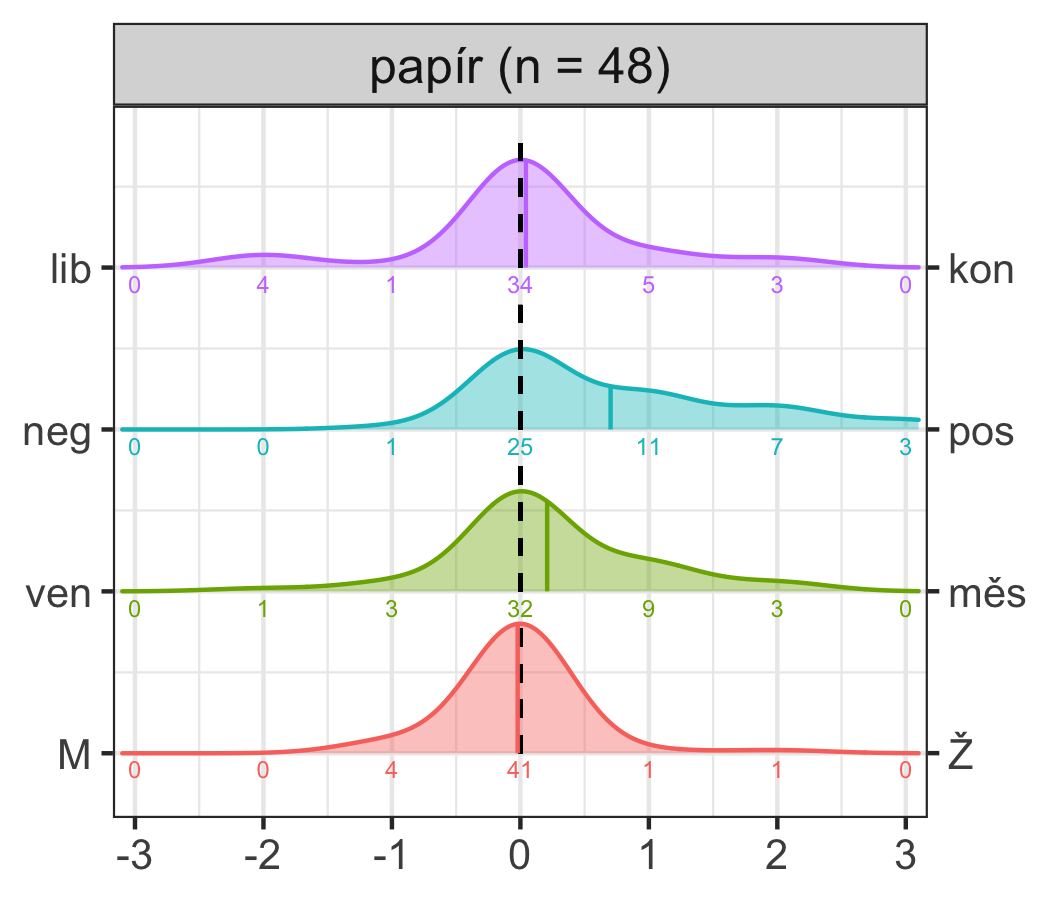 papír (n = 48)
lib kon
0 4 1 34 5 3 0
neg pos
0 0 1 25 11 7 3
ven měs
0 1 3 32 9 3 0
M Ž
0 0 4 41 1 1 0
-3 -2 -1 0 1 2 3